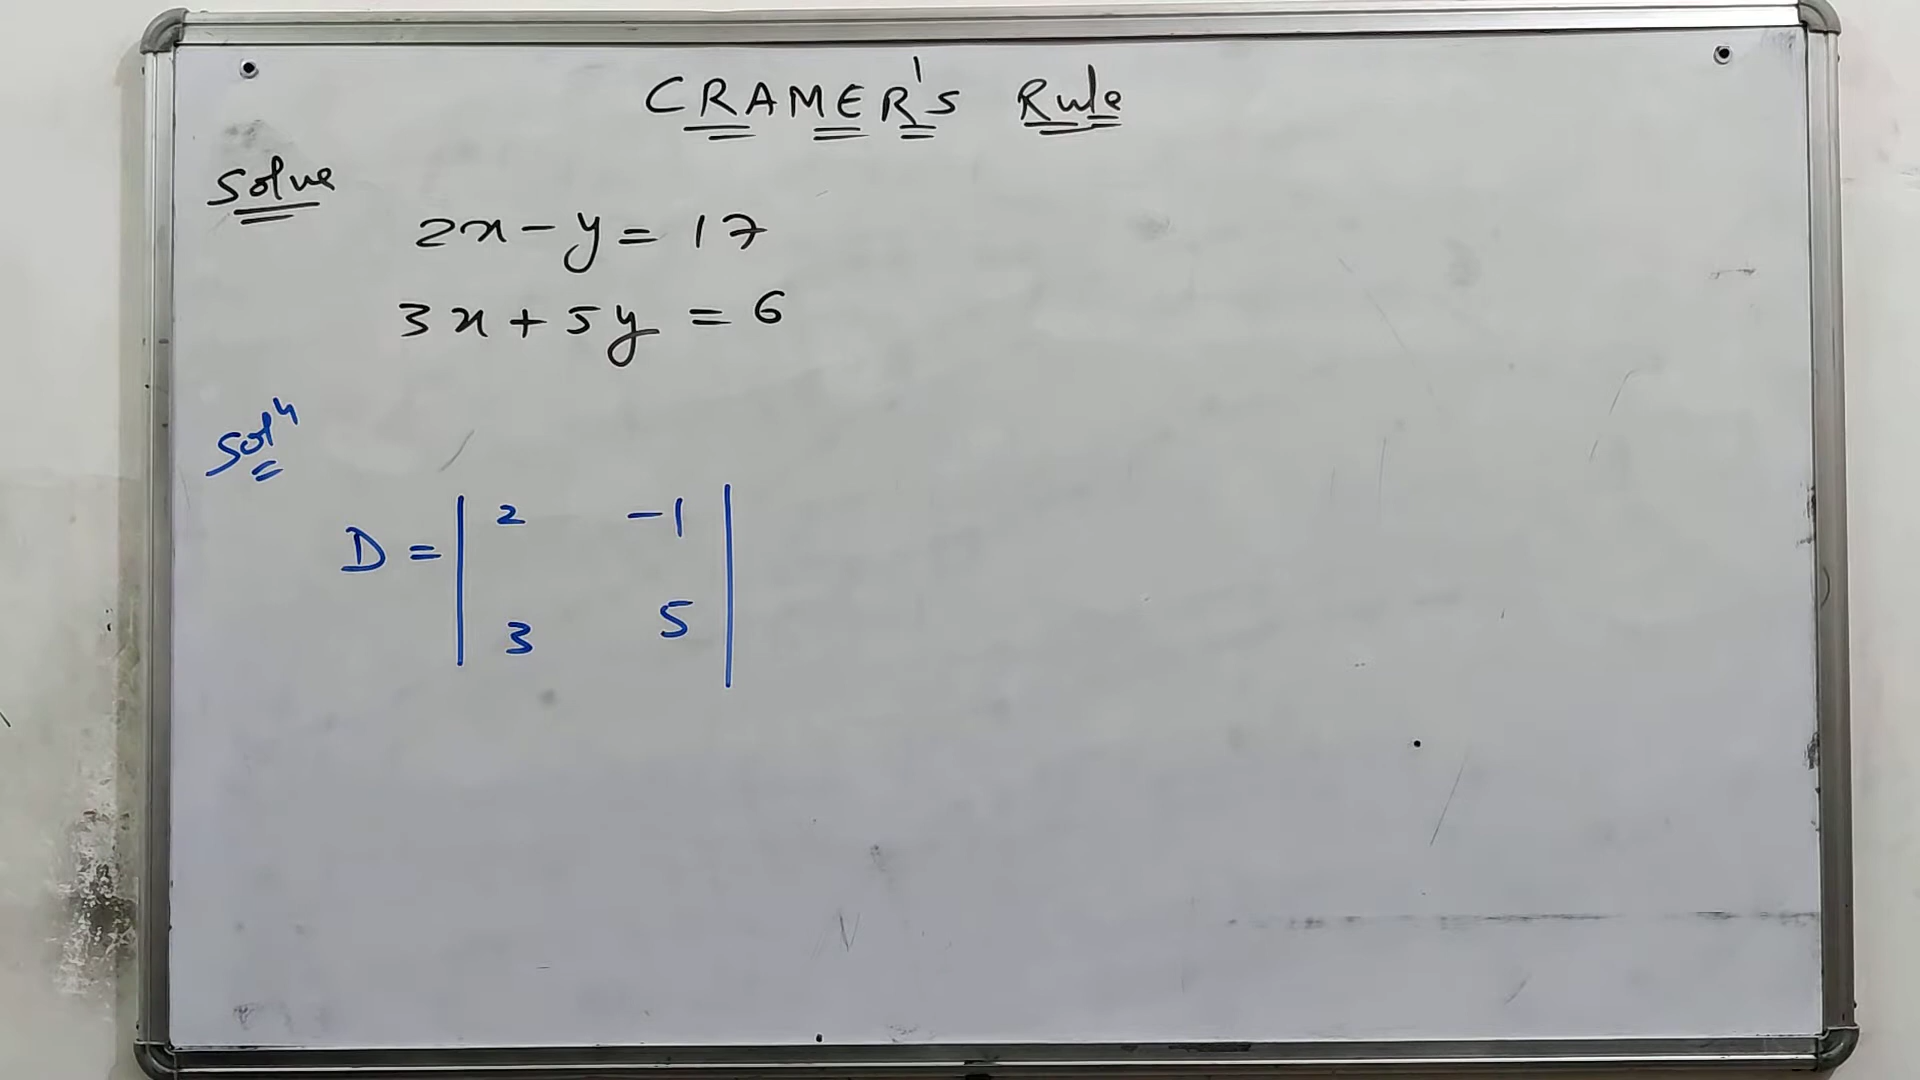 CRAMER's Rule
Solve
2x - y = 17
3x + 5y = 6
Solⁿ
D = | 2 -1 |
| 3 5 |